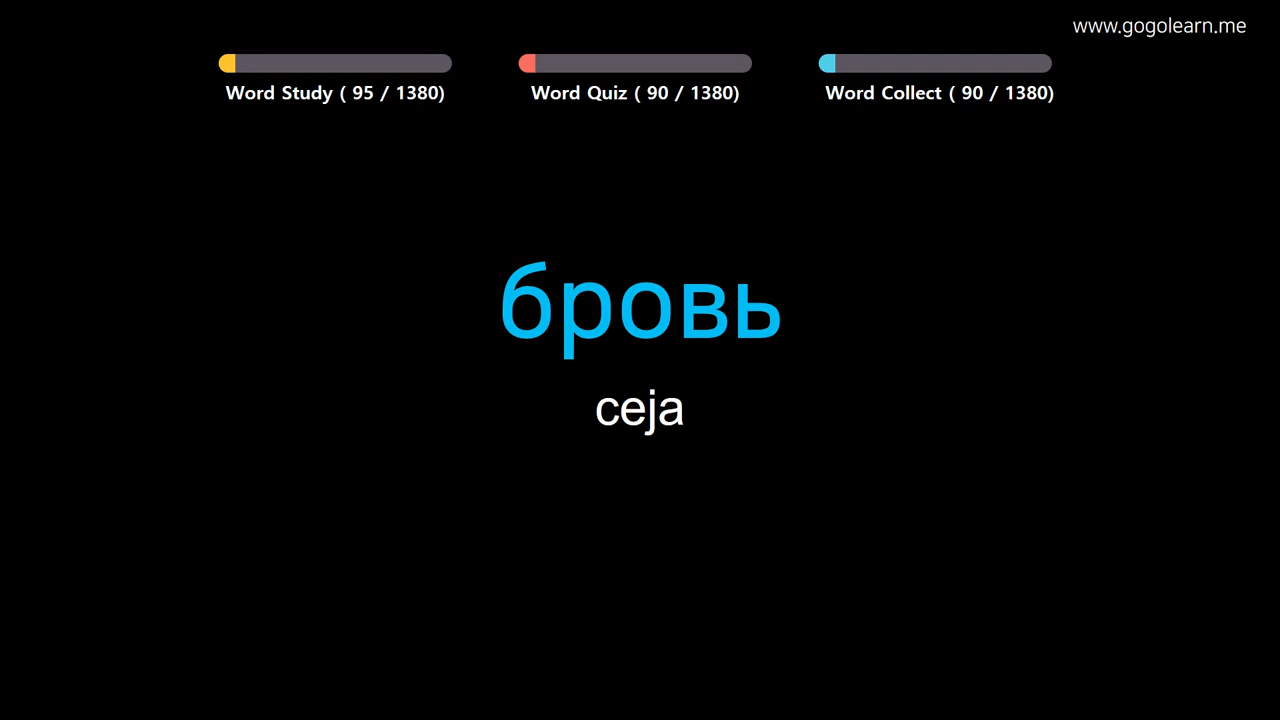 www.gogolearn.me
Word Study ( 95 / 1380) Word Quiz ( 90 / 1380) Word Collect ( 90 / 1380)
бровь
ceja